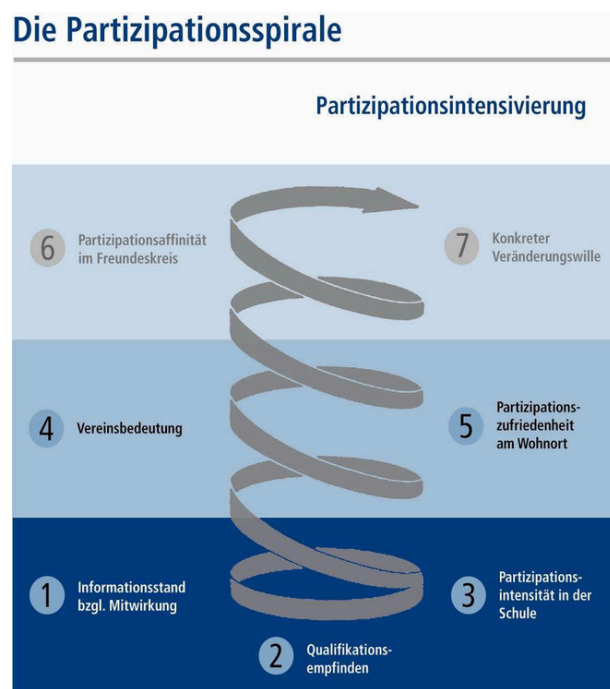 Die Partizipationsspirale
Partizipationsintensivierung
6
Partizipationsaffinität
im Freundeskreis
7
Konkreter
Veränderungswille
4
Vereinsbedeutung
5
Partizipations-
zufriedenheit
am Wohnort
1
Informationsstand
bzgl. Mitwirkung
3
Partizipations-
intensität in der
Schule
2
Qualifikations-
empfinden